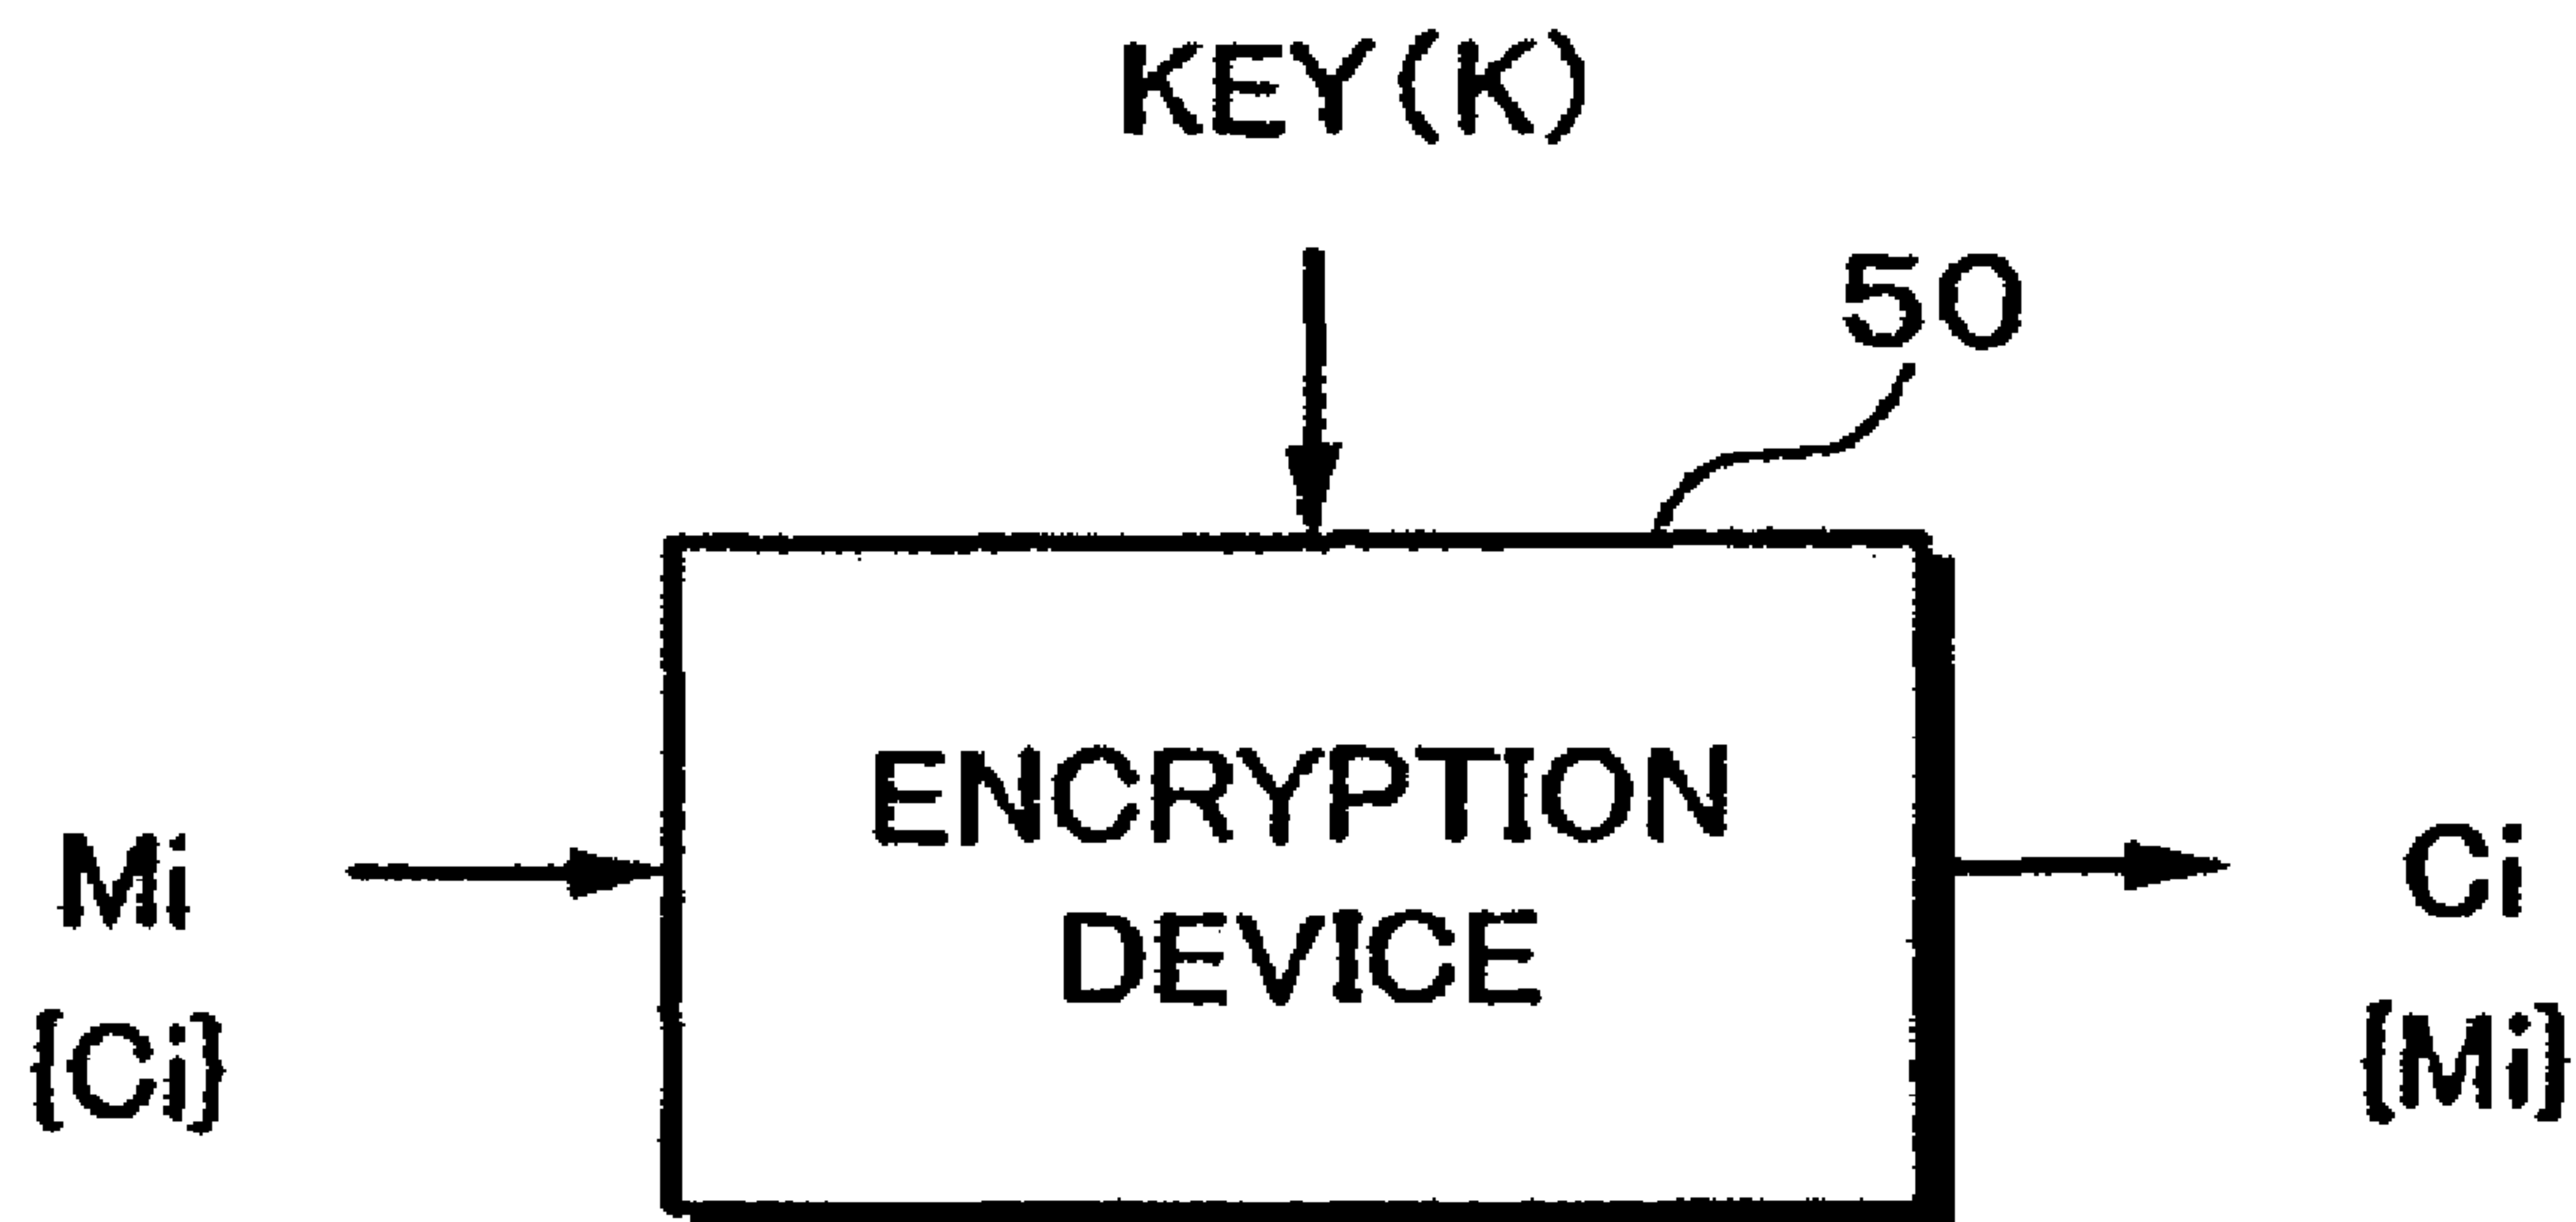 KEY(K)
50
ENCRYPTION
DEVICE
Mi
{Ci}
Ci
{Mi}